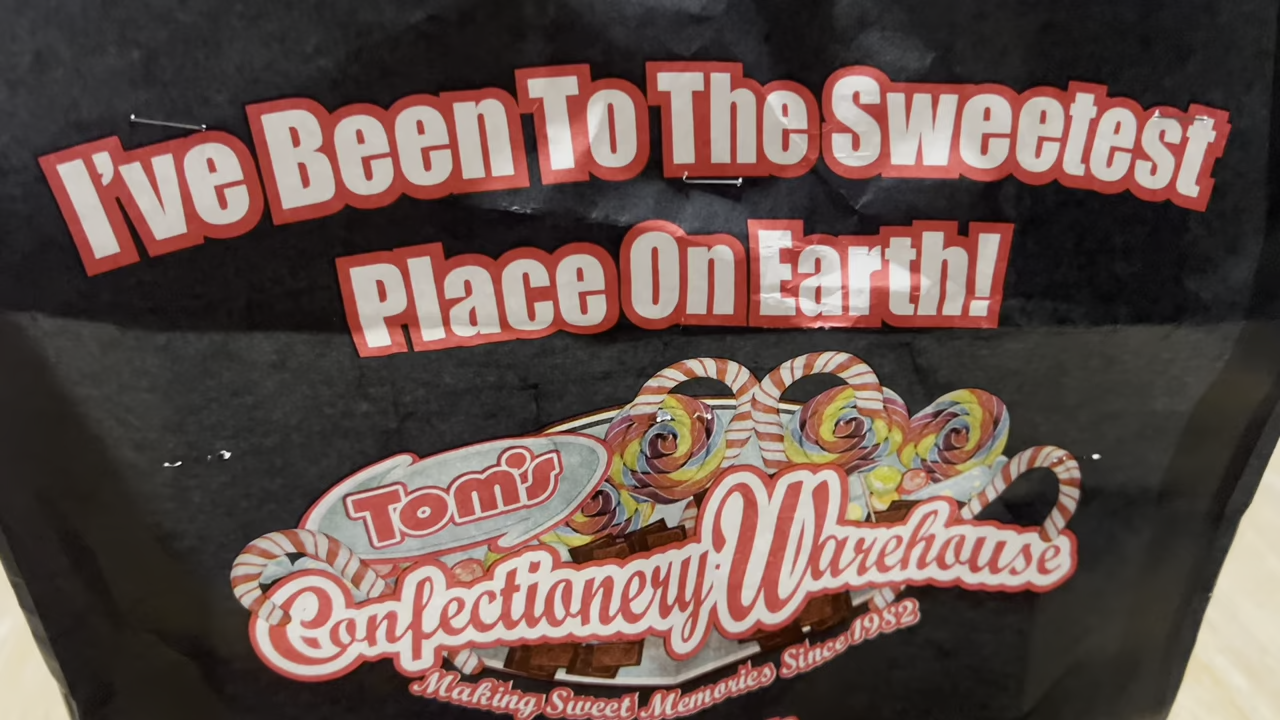 I've Been To The Sweetest
Place On Earth!
Tom's
Confectionery Warehouse
Making Sweet Memories Since 1982